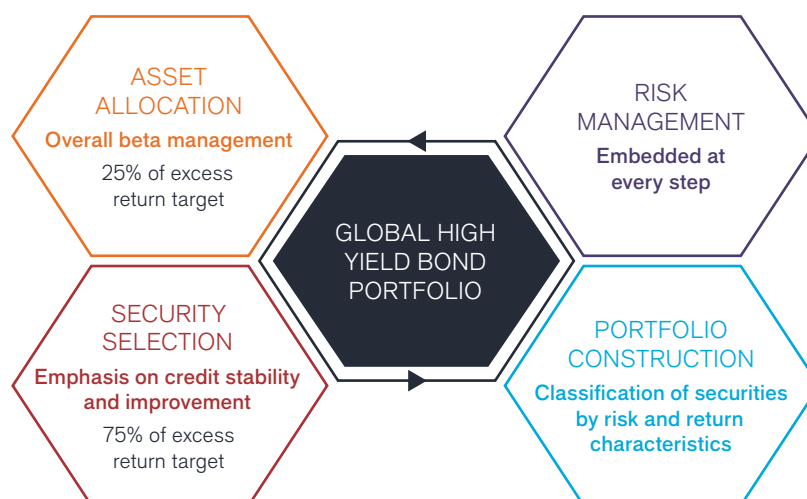 ASSET
ALLOCATION
Overall beta management
25% of excess
return target
RISK
MANAGEMENT
Embedded at
every step
GLOBAL HIGH
YIELD BOND
PORTFOLIO
SECURITY
SELECTION
Emphasis on credit stability
and improvement
75% of excess
return target
PORTFOLIO
CONSTRUCTION
Classification of securities
by risk and return
characteristics